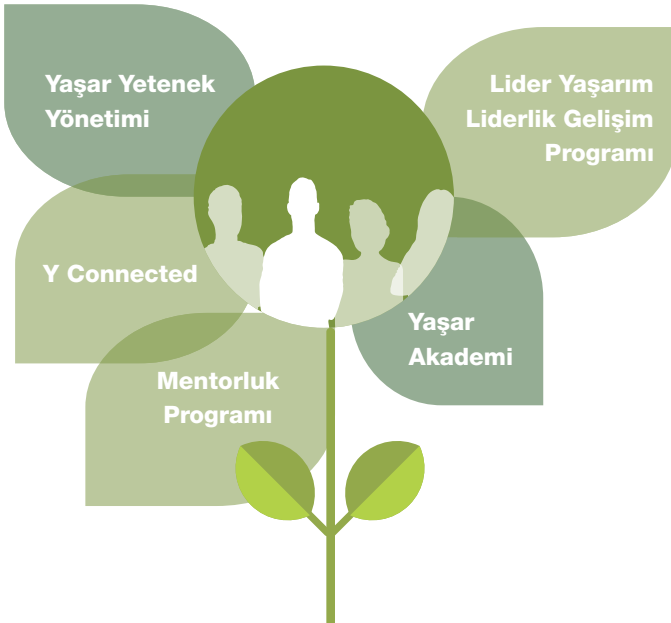 Yaşar Yetenek
Yönetimi
Lider Yaşarım
Liderlik Gelişim
Programı
Y Connected
Yaşar
Akademi
Mentorluk
Programı